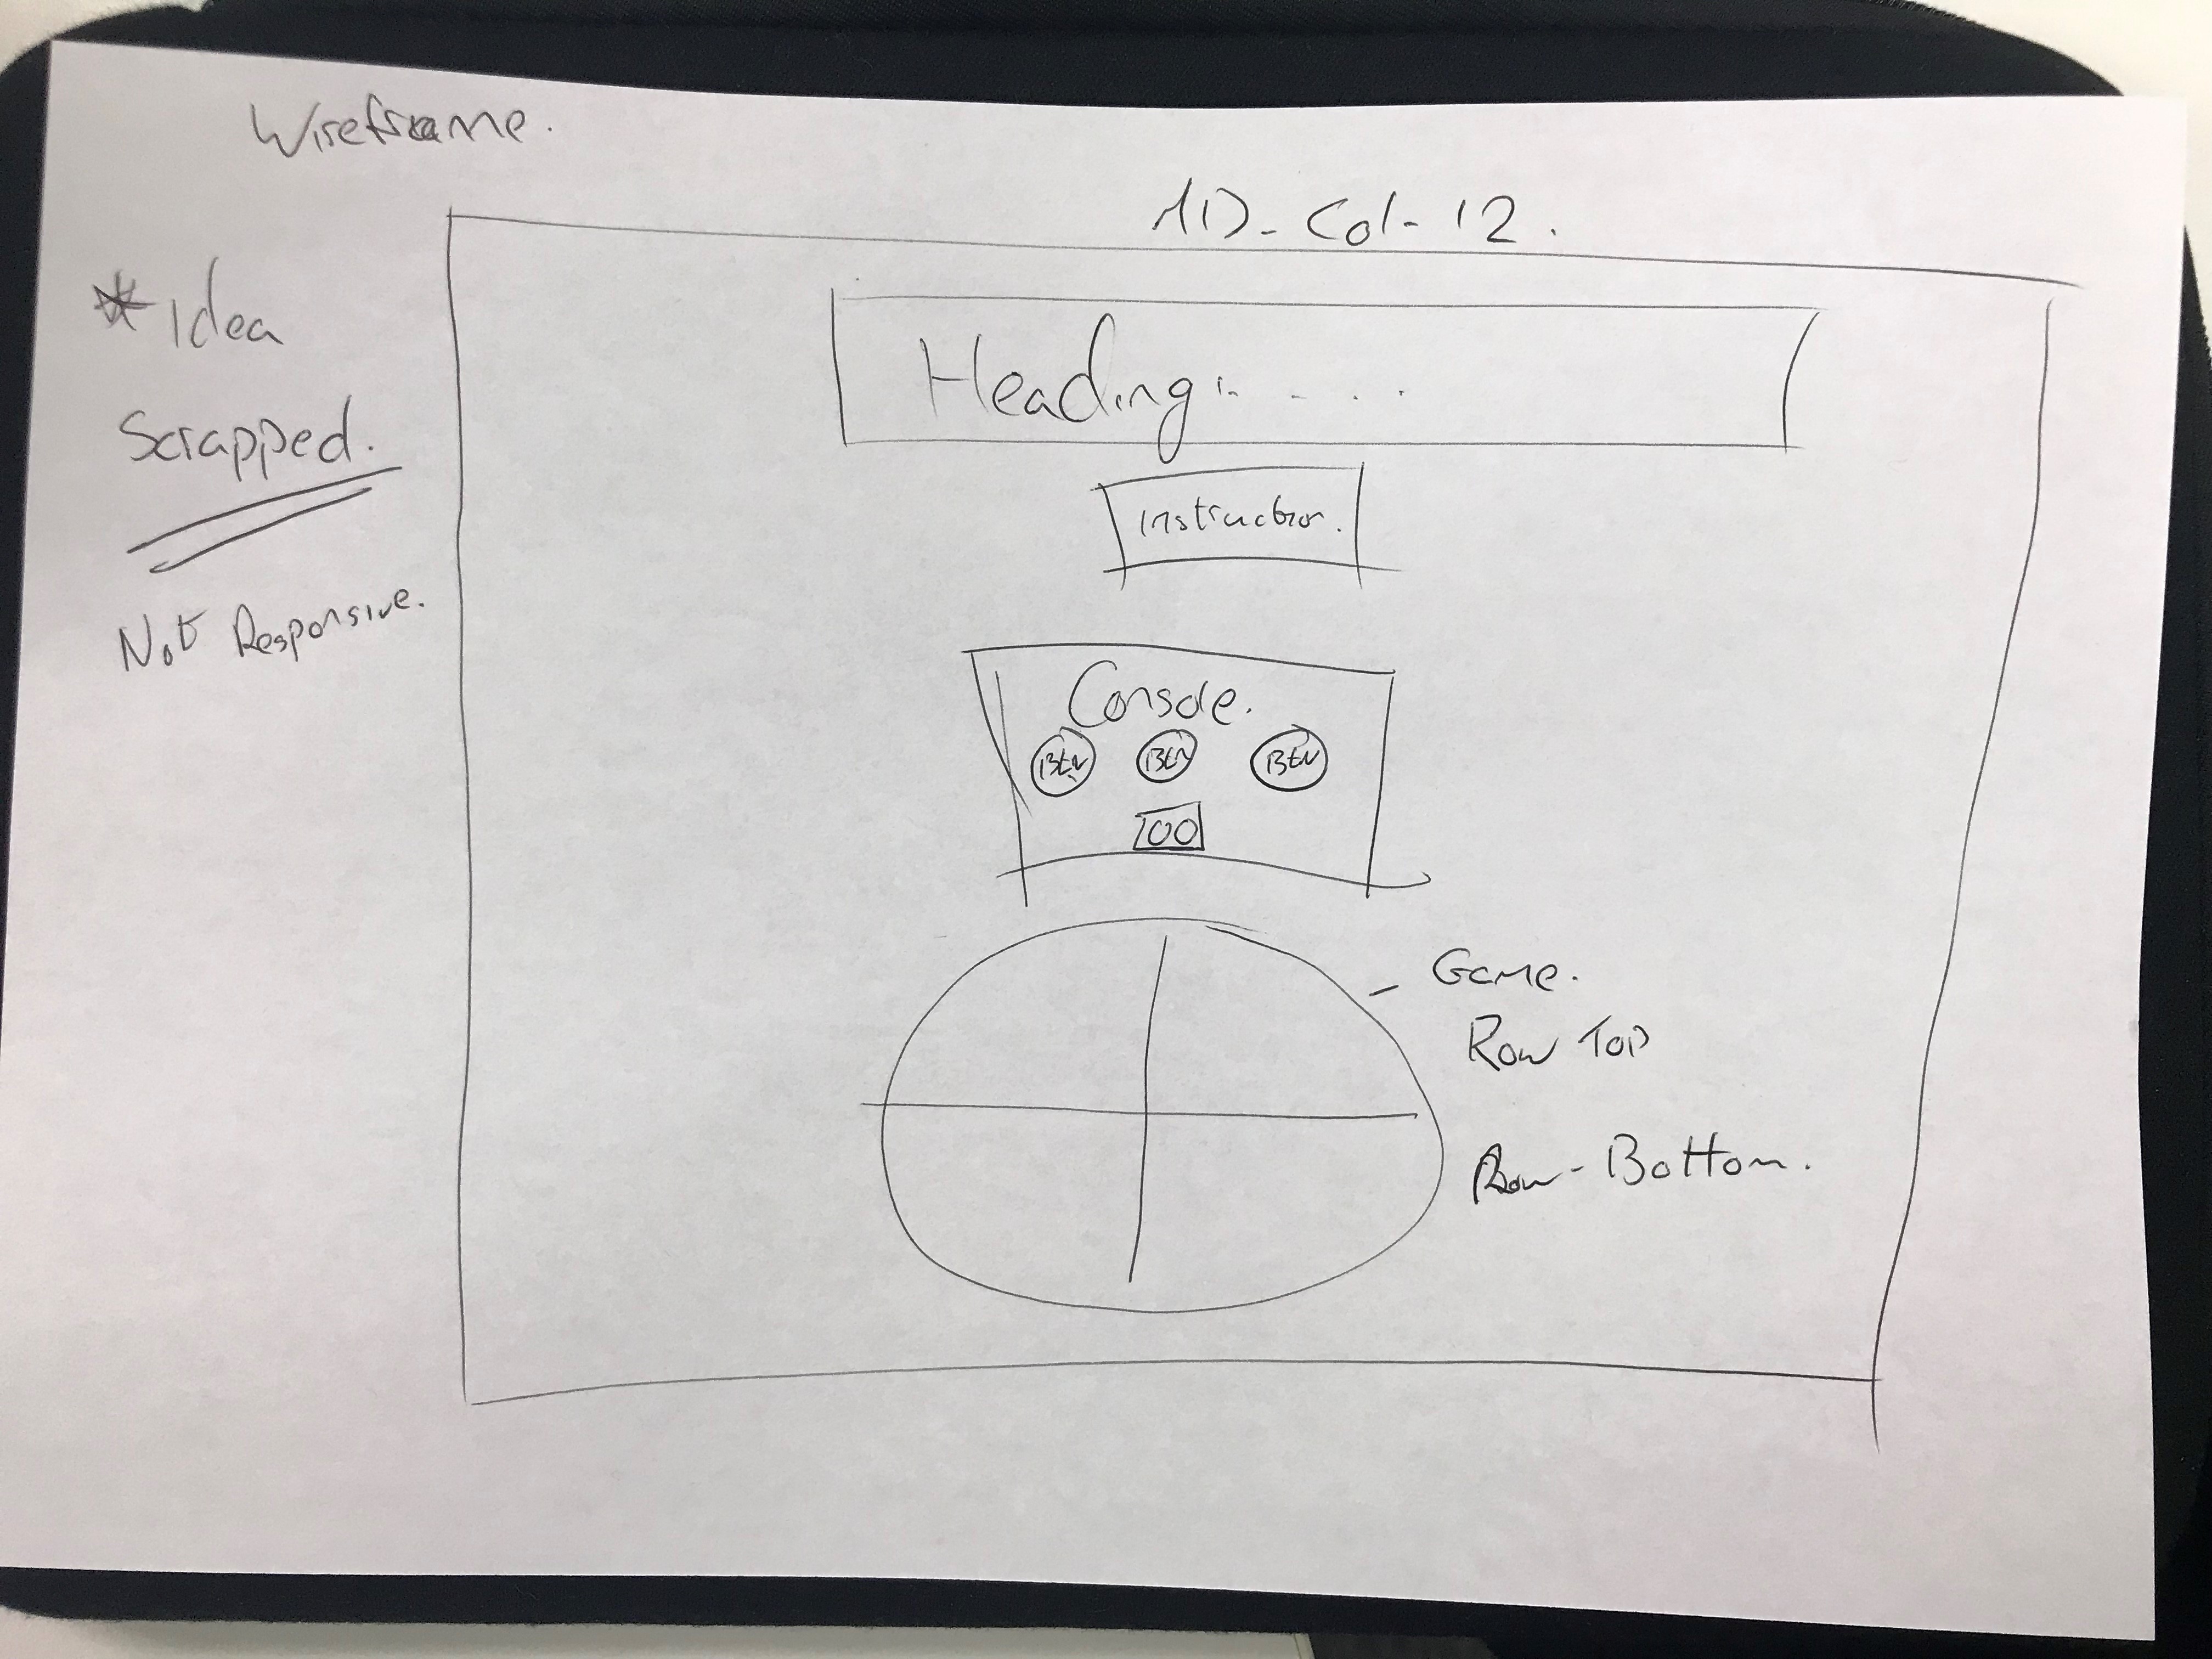 Wireframe.
MD-Col-12.
*Idea
Scrapped.
Not Responsive.
Heading. . . . .
Instruction.
Console.
Btn Btn Btn
100
Game.
Row Top
Row-Bottom.